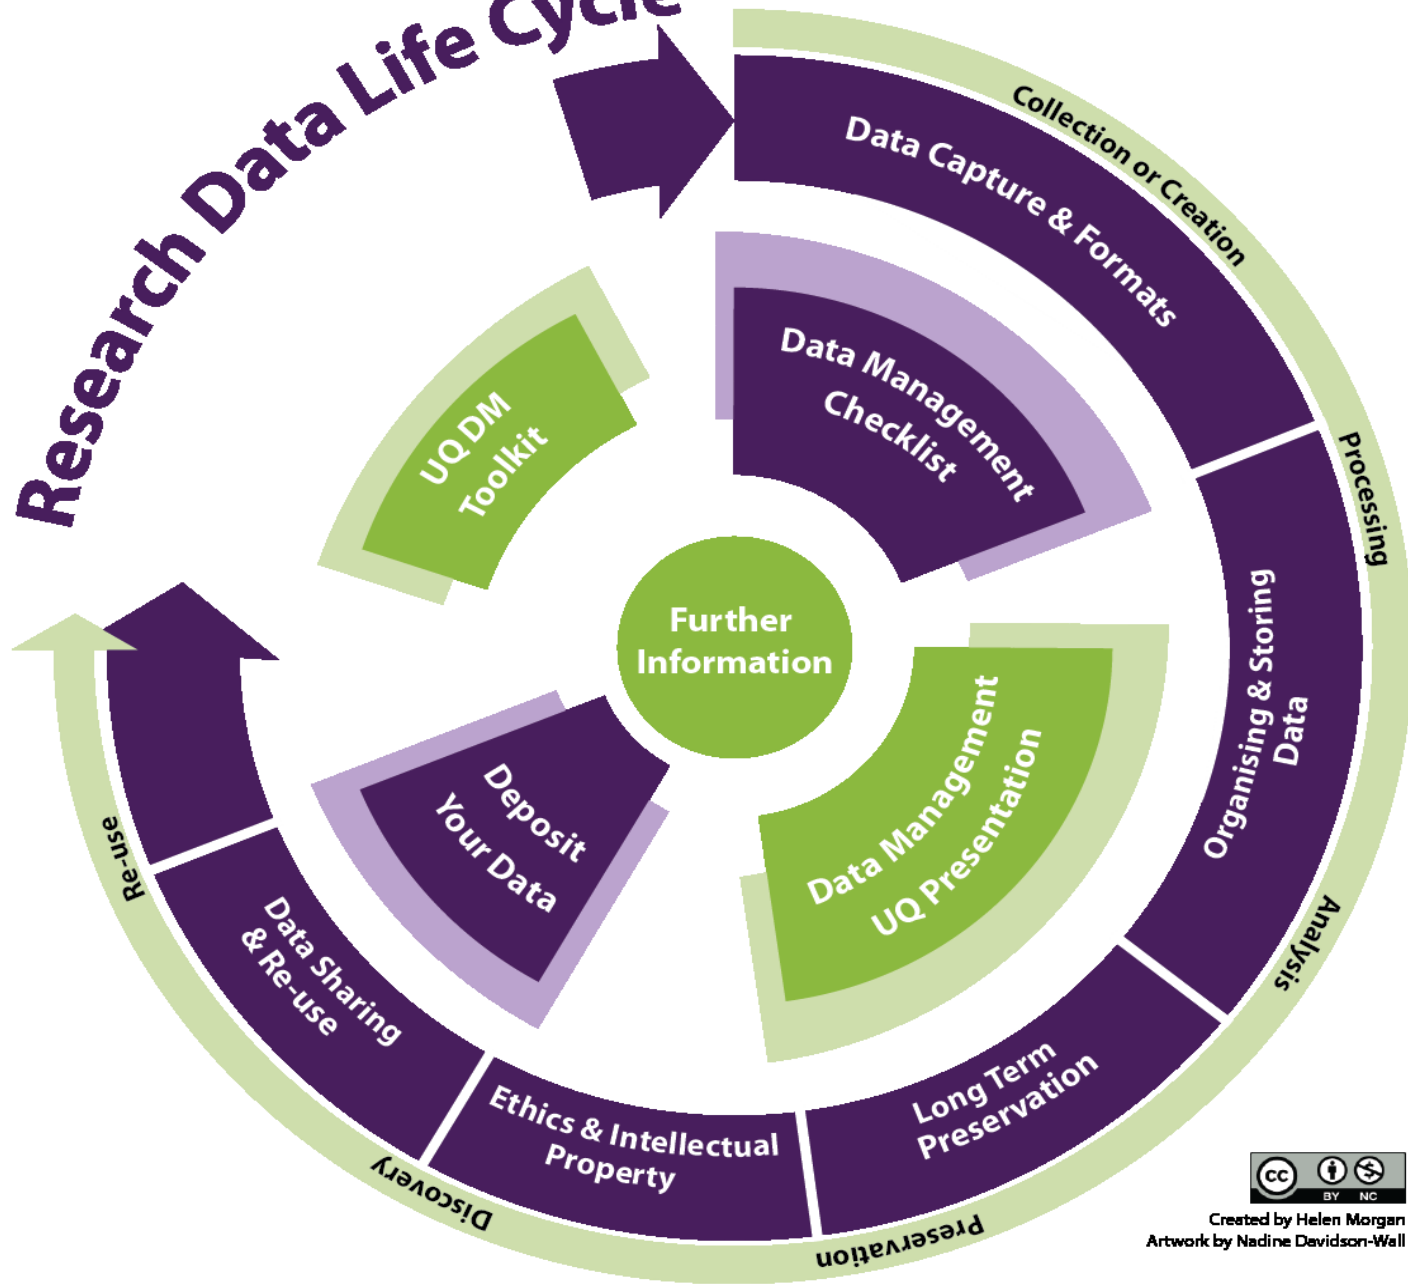 Research Data Life Cycle
Collection or Creation
Data Capture & Formats
Processing
Organising & Storing
Data
Analysis
Long Term
Preservation
Preservation
Ethics & Intellectual
Property
Discovery
Data Sharing
& Re-use
Re-use
Data Management
Checklist
Data Management
UQ Presentation
Deposit
Your Data
UQ DM
Toolkit
Further
Information
cc
BY NC
Created by Helen Morgan
Artwork by Nadine Davidson-Wall